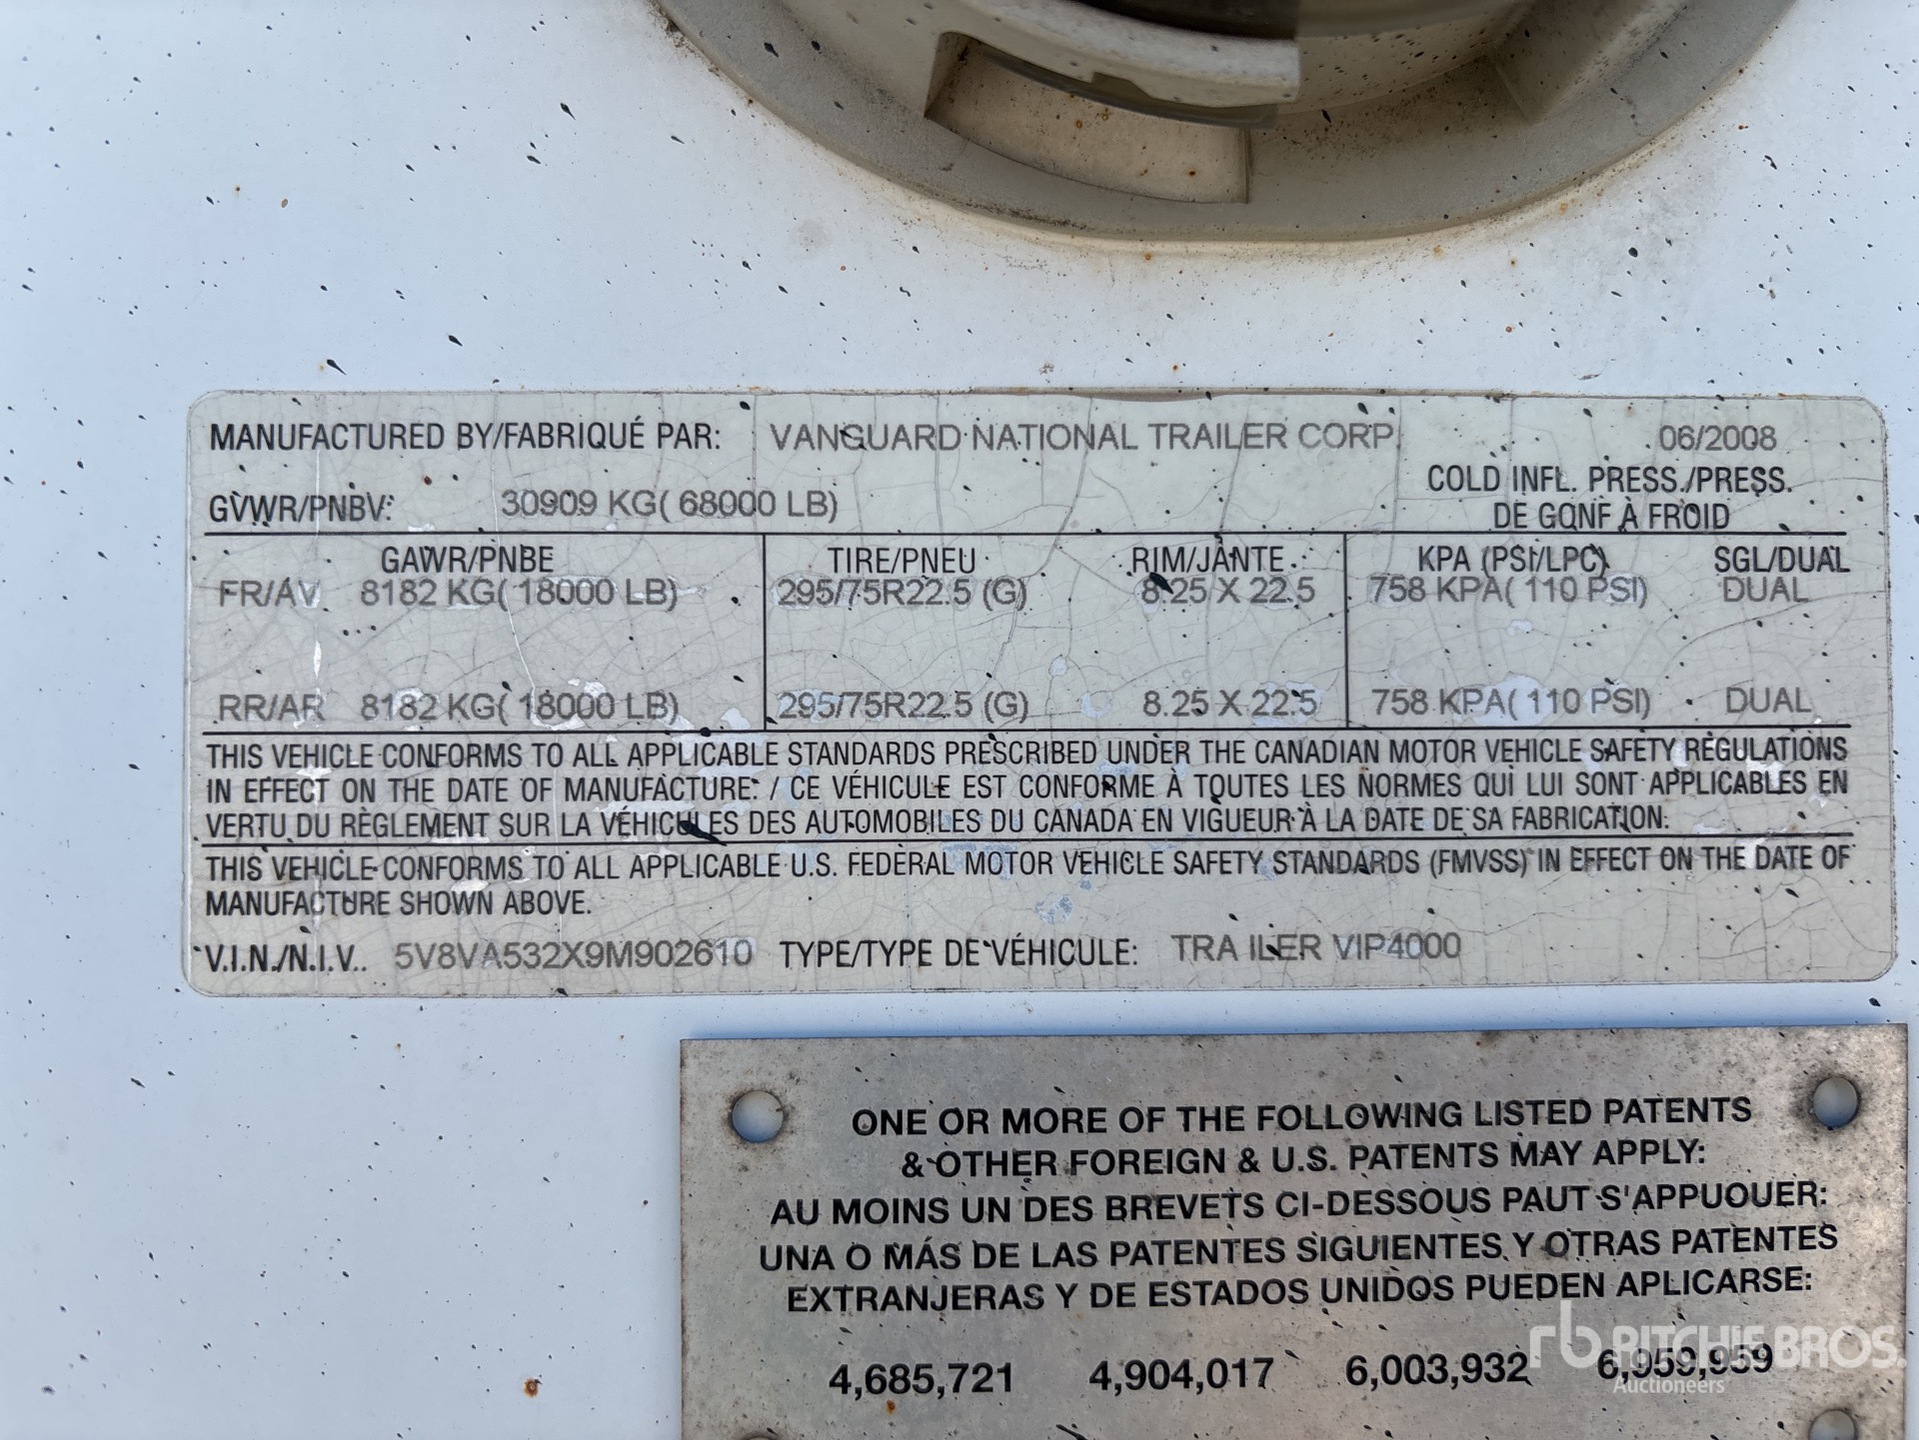 MANUFACTURED BY/FABRIQUÉ PAR: VANGUARD NATIONAL TRAILER CORP. 06/2008
GVWR/PNBV: 30909 KG( 68000 LB) COLD INFL. PRESS./PRESS.
DE GONF À FROID
GAWR/PNBE TIRE/PNEU RIM/JANTE KPA (PSI/LPC) SGL/DUAL
FR/AV 8182 KG( 18000 LB) 295/75R22.5 (G) 8.25 X 22.5 758 KPA( 110 PSI) DUAL
RR/AR 8182 KG( 18000 LB) 295/75R22.5 (G) 8.25 X 22.5 758 KPA( 110 PSI) DUAL
THIS VEHICLE CONFORMS TO ALL APPLICABLE STANDARDS PRESCRIBED UNDER THE CANADIAN MOTOR VEHICLE SAFETY REGULATIONS
IN EFFECT ON THE DATE OF MANUFACTURE. / CE VÉHICULE EST CONFORME À TOUTES LES NORMES QUI LUI SONT APPLICABLES EN
VERTU DU RÈGLEMENT SUR LA VÉHICULES DES AUTOMOBILES DU CANADA EN VIGUEUR À LA DATE DE SA FABRICATION.
THIS VEHICLE CONFORMS TO ALL APPLICABLE U.S. FEDERAL MOTOR VEHICLE SAFETY STANDARDS (FMVSS) IN EFFECT ON THE DATE OF
MANUFACTURE SHOWN ABOVE.
V.I.N./N.I.V. 5V8VA532X9M902610 TYPE/TYPE DE VÉHICULE: TRAILER VIP4000
ONE OR MORE OF THE FOLLOWING LISTED PATENTS
& OTHER FOREIGN & U.S. PATENTS MAY APPLY:
AU MOINS UN DES BREVETS CI-DESSOUS PAUT S'APPUOUER:
UNA O MÁS DE LAS PATENTES SIGUIENTES Y OTRAS PATENTES
EXTRANJERAS Y DE ESTADOS UNIDOS PUEDEN APLICARSE:
4,685,721 4,904,017 6,003,932 6,959,959
rb RITCHIE BROS.
Auctioneers